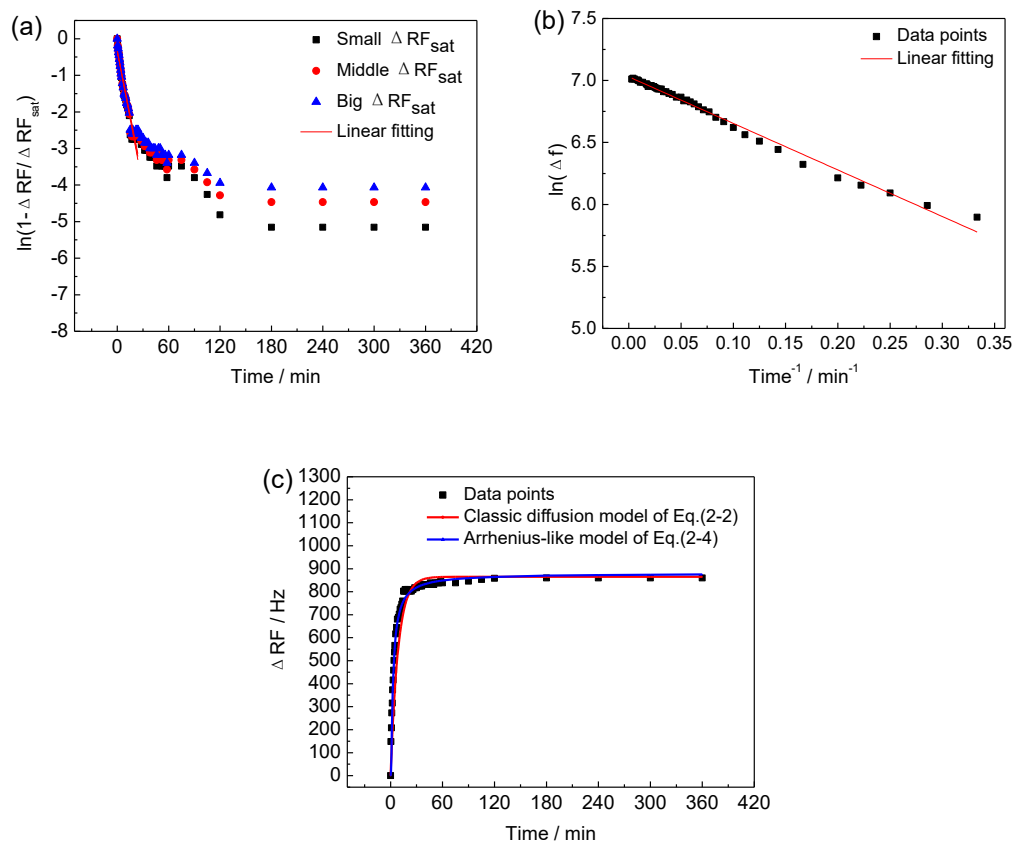 (a)
Small Δ RFsat
Middle Δ RFsat
Big Δ RFsat
Linear fitting
ln(1-Δ RF/Δ RFsat)
0
-1
-2
-3
-4
-5
-6
-7
-8
0 60 120 180 240 300 360 420
Time / min
(b)
Data points
Linear fitting
ln(Δf)
7.5
7.0
6.5
6.0
5.5
5.0
0.00 0.05 0.10 0.15 0.20 0.25 0.30 0.35
Time-1 / min-1
(c)
Data points
Classic diffusion model of Eq.(2-2)
Arrhenius-like model of Eq.(2-4)
Δ RF / Hz
1300
1200
1100
1000
900
800
700
600
500
400
300
200
100
0
0 60 120 180 240 300 360 420
Time / min